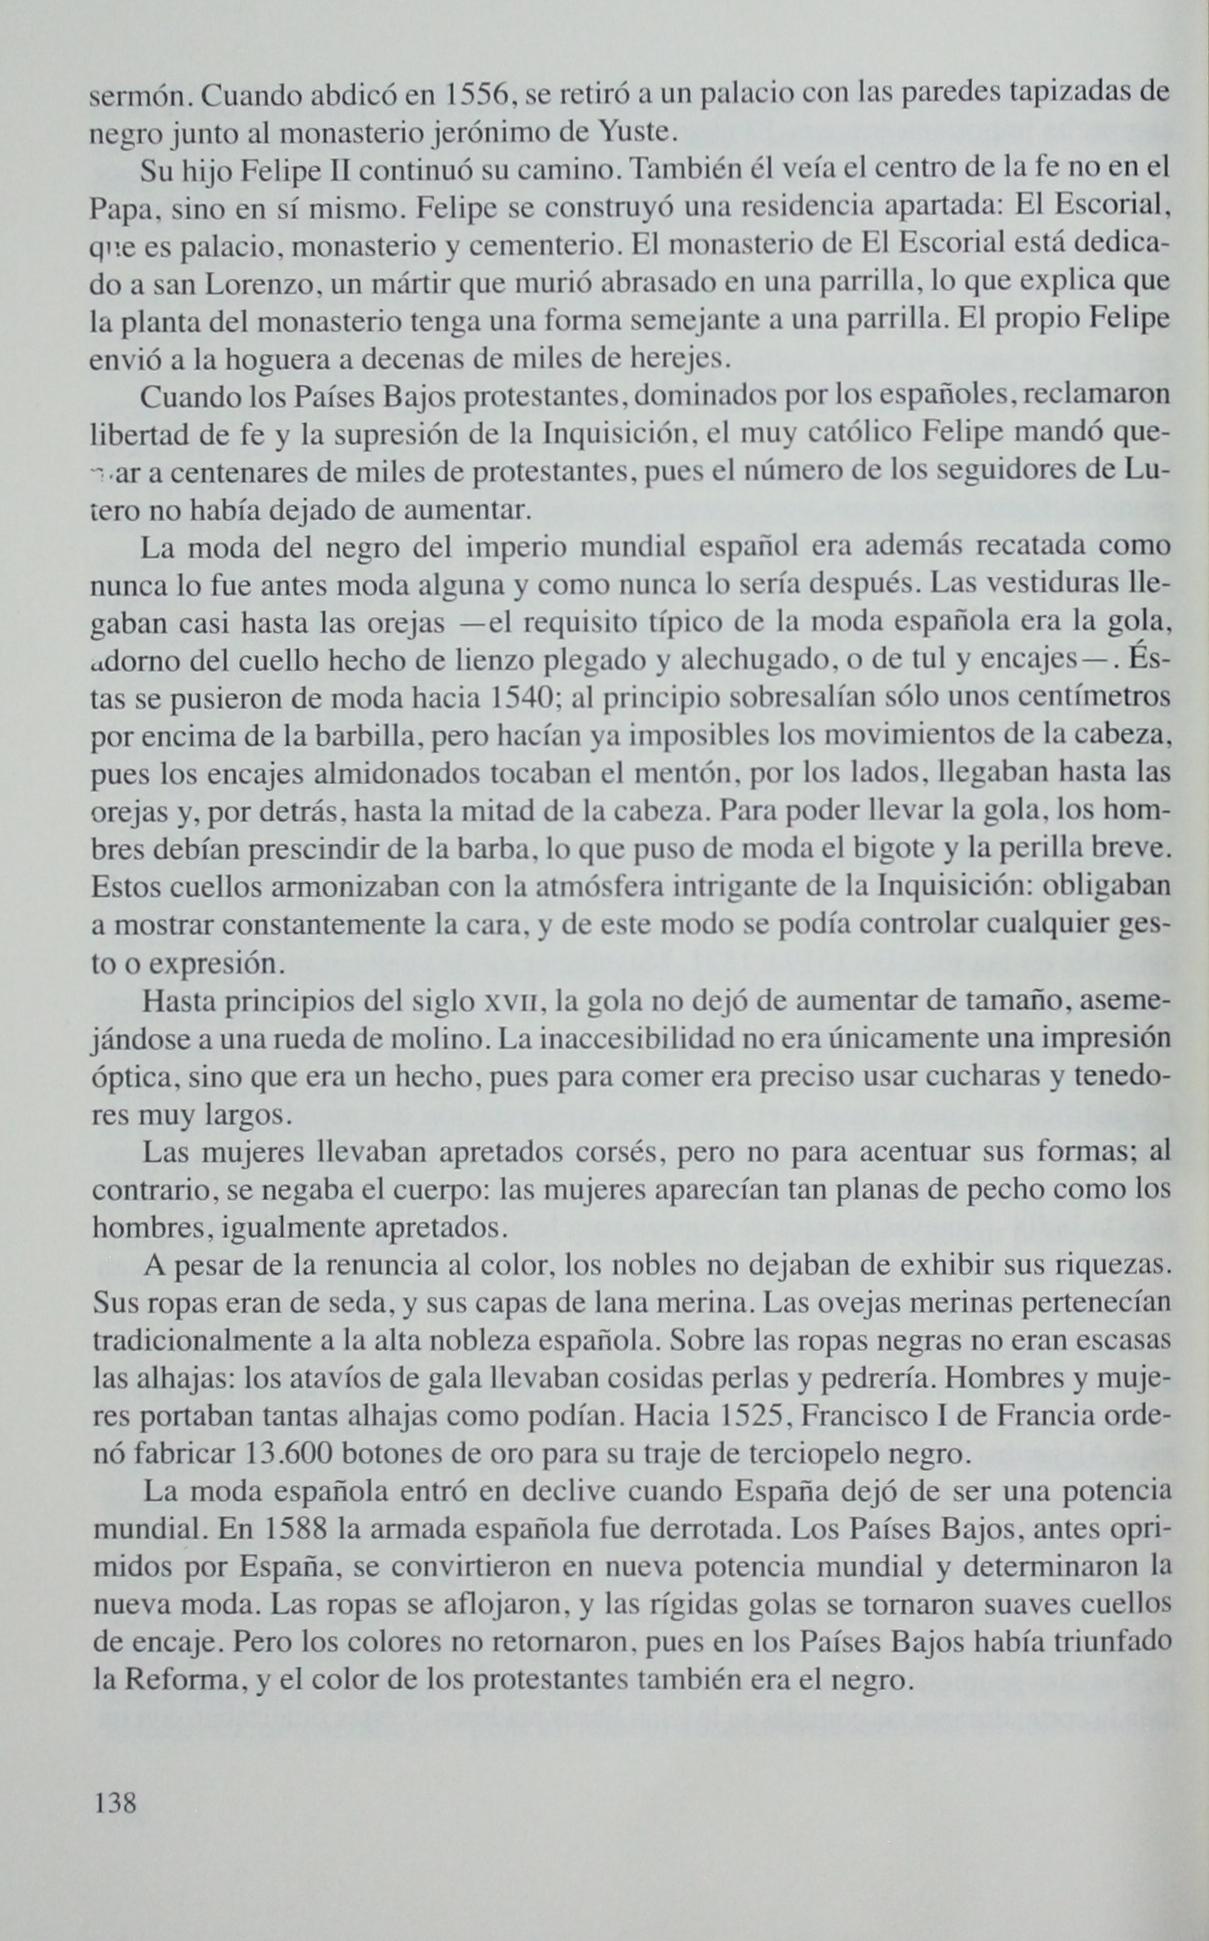 sermón. Cuando abdicó en 1556, se retiró a un palacio con las paredes tapizadas de
negro junto al monasterio jerónimo de Yuste.
Su hijo Felipe II continuó su camino. También él veía el centro de la fe no en el
Papa, sino en sí mismo. Felipe se construyó una residencia apartada: El Escorial,
que es palacio, monasterio y cementerio. El monasterio de El Escorial está dedica-
do a san Lorenzo, un mártir que murió abrasado en una parrilla, lo que explica que
la planta del monasterio tenga una forma semejante a una parrilla. El propio Felipe
envió a la hoguera a decenas de miles de herejes.
Cuando los Países Bajos protestantes, dominados por los españoles, reclamaron
libertad de fe y la supresión de la Inquisición, el muy católico Felipe mandó que-
mar a centenares de miles de protestantes, pues el número de los seguidores de Lu-
tero no había dejado de aumentar.
La moda del negro del imperio mundial español era además recatada como
nunca lo fue antes moda alguna y como nunca lo sería después. Las vestiduras lle-
gaban casi hasta las orejas —el requisito típico de la moda española era la gola,
adorno del cuello hecho de lienzo plegado y alechugado, o de tul y encajes—. És-
tas se pusieron de moda hacia 1540; al principio sobresalían sólo unos centímetros
por encima de la barbilla, pero hacían ya imposibles los movimientos de la cabeza,
pues los encajes almidonados tocaban el mentón, por los lados, llegaban hasta las
orejas y, por detrás, hasta la mitad de la cabeza. Para poder llevar la gola, los hom-
bres debían prescindir de la barba, lo que puso de moda el bigote y la perilla breve.
Estos cuellos armonizaban con la atmósfera intrigante de la Inquisición: obligaban
a mostrar constantemente la cara, y de este modo se podía controlar cualquier ges-
to o expresión.
Hasta principios del siglo XVII, la gola no dejó de aumentar de tamaño, aseme-
jándose a una rueda de molino. La inaccesibilidad no era únicamente una impresión
óptica, sino que era un hecho, pues para comer era preciso usar cucharas y tenedo-
res muy largos.
Las mujeres llevaban apretados corsés, pero no para acentuar sus formas; al
contrario, se negaba el cuerpo: las mujeres aparecían tan planas de pecho como los
hombres, igualmente apretados.
A pesar de la renuncia al color, los nobles no dejaban de exhibir sus riquezas.
Sus ropas eran de seda, y sus capas de lana merina. Las ovejas merinas pertenecían
tradicionalmente a la alta nobleza española. Sobre las ropas negras no eran escasas
las alhajas: los atavíos de gala llevaban cosidas perlas y pedrería. Hombres y muje-
res portaban tantas alhajas como podían. Hacia 1525, Francisco I de Francia orde-
nó fabricar 13.600 botones de oro para su traje de terciopelo negro.
La moda española entró en declive cuando España dejó de ser una potencia
mundial. En 1588 la armada española fue derrotada. Los Países Bajos, antes opri-
midos por España, se convirtieron en nueva potencia mundial y determinaron la
nueva moda. Las ropas se aflojaron, y las rígidas golas se tornaron suaves cuellos
de encaje. Pero los colores no retornaron, pues en los Países Bajos había triunfado
la Reforma, y el color de los protestantes también era el negro.
138